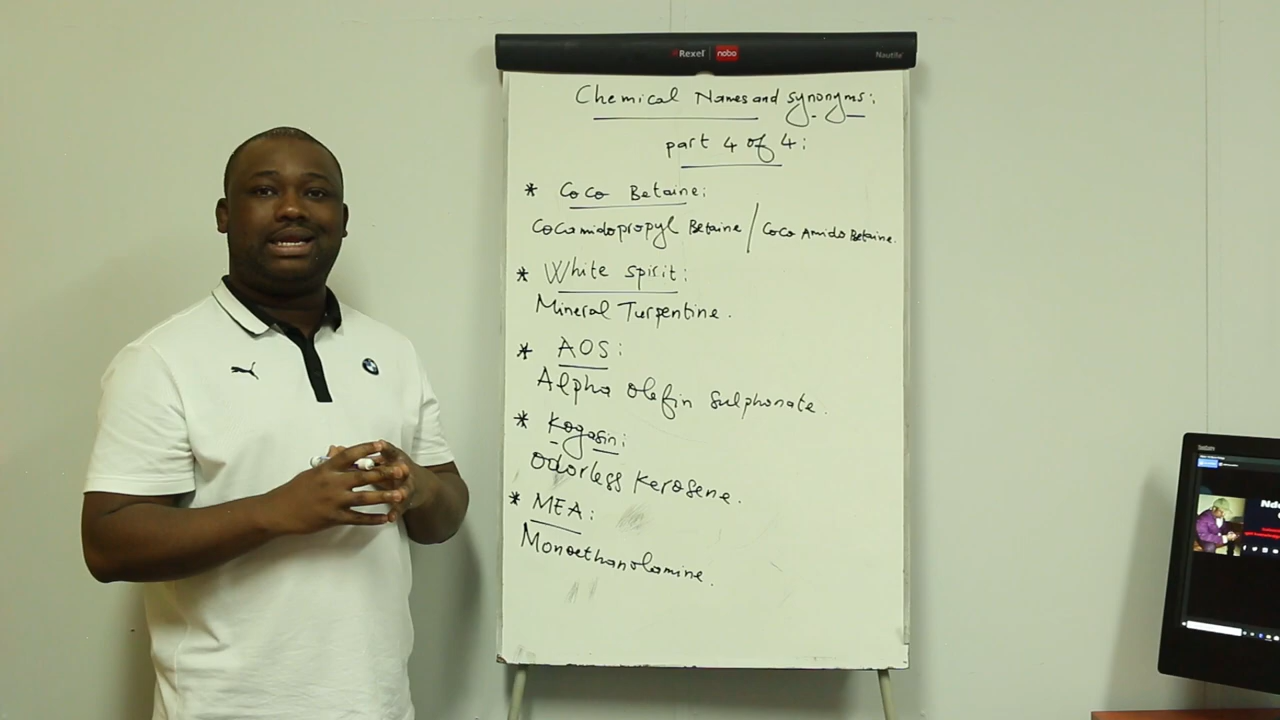 Rexel nobo
Nautile
Chemical Names and synonyms:
part 4 of 4:
* Coco Betaine:
Cocamidopropyl Betaine / Coco Amido Betaine.
* White spirit:
Mineral Turpentine.
* AOS:
Alpha Olefin Sulphonate.
* Kogasin:
Odorless Kerosene.
* MEA:
Monoethanolamine.